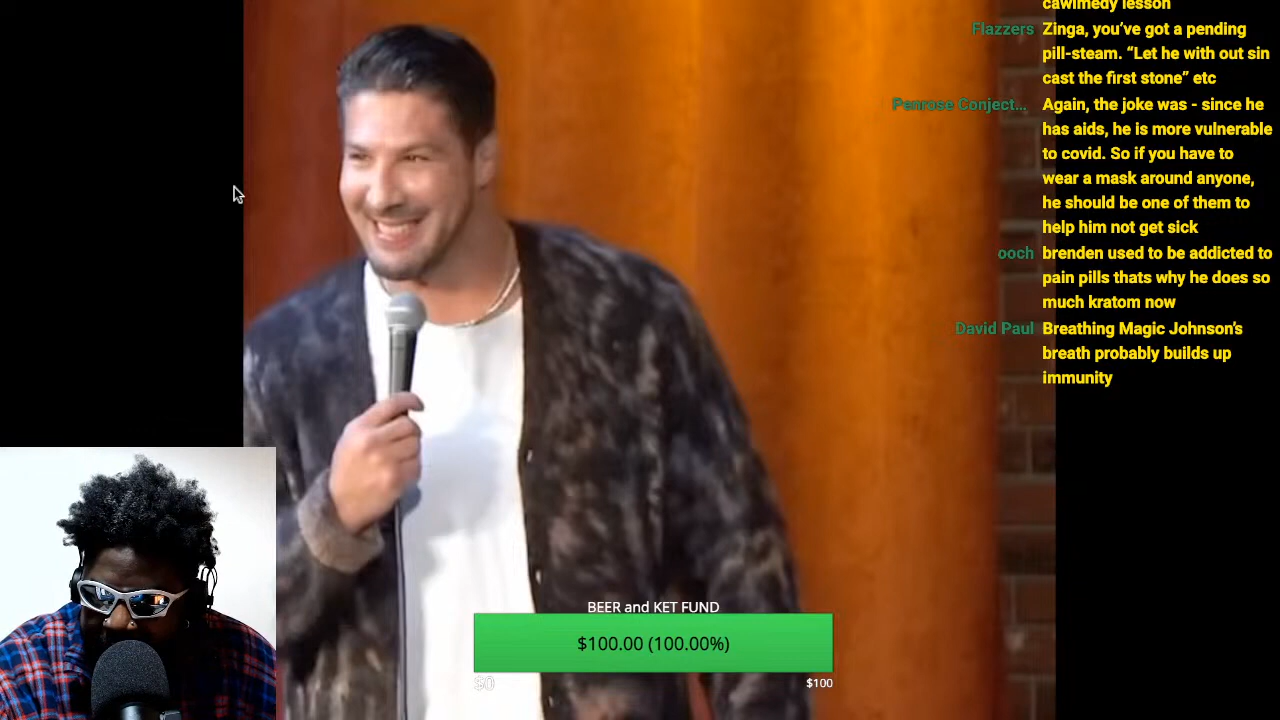 cawlmedy lesson
Flazzers Zinga, you’ve got a pending
pill-steam. “Let he with out sin
cast the first stone” etc
Penrose Conject... Again, the joke was - since he
has aids, he is more vulnerable
to covid. So if you have to
wear a mask around anyone,
he should be one of them to
help him not get sick
ooch brenden used to be addicted to
pain pills thats why he does so
much kratom now
David Paul Breathing Magic Johnson’s
breath probably builds up
immunity
BEER and KET FUND
$100.00 (100.00%)
$0 $100